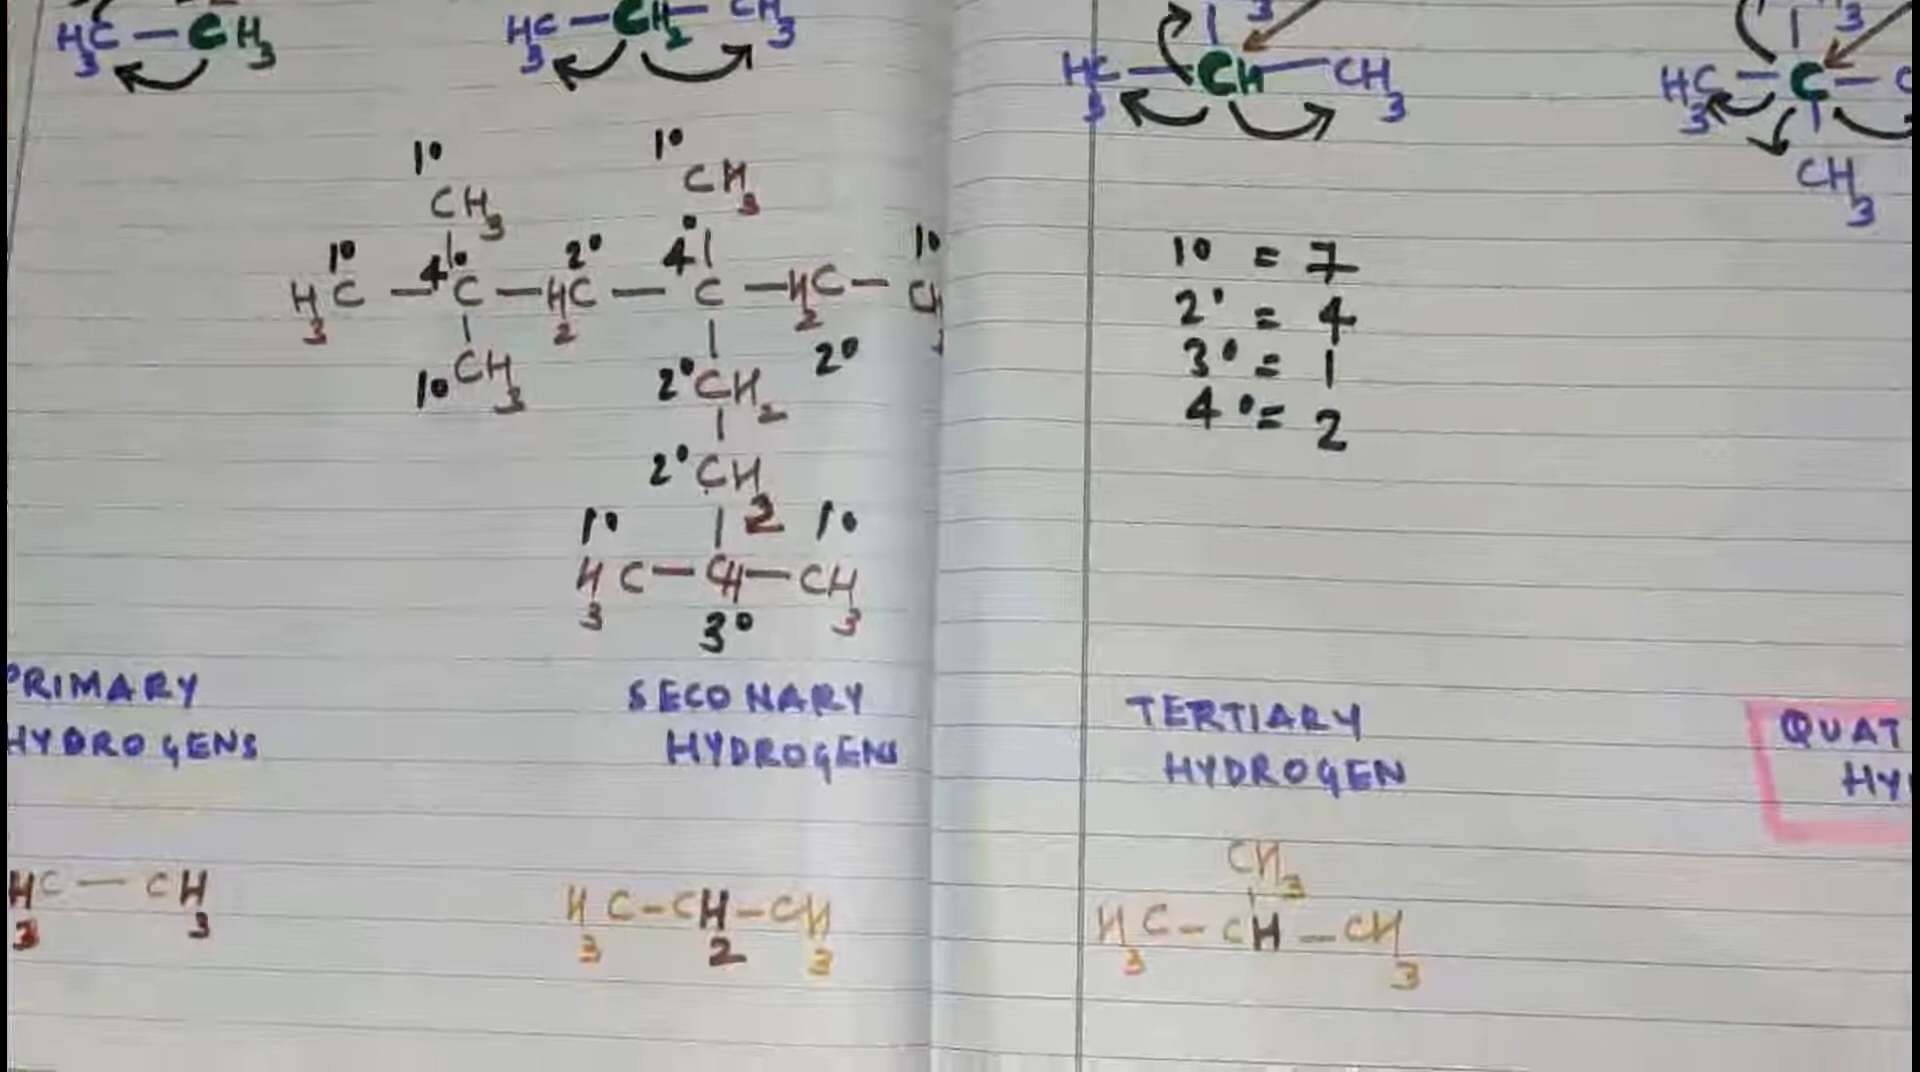 H3C — CH3
H3C — CH2 — CH3
H3C — CH — CH3
3
H3C — C — C
3
CH3
1° 1°
CH3 CH3
1° 4° 2° 4° 1°
H3C — C — H2C — C — H2C — CH
1° CH3 2° CH2 2°
2° CH2
1° 1°
H3C — CH — CH3
3°
1° = 7
2° = 4
3° = 1
4° = 2
PRIMARY
HYDROGENS
SECONARY
HYDROGENS
TERTIARY
HYDROGEN
QUAT
HY
H3C — CH3
H3C - CH2 - CH3
CH3
H3C - CH - CH3